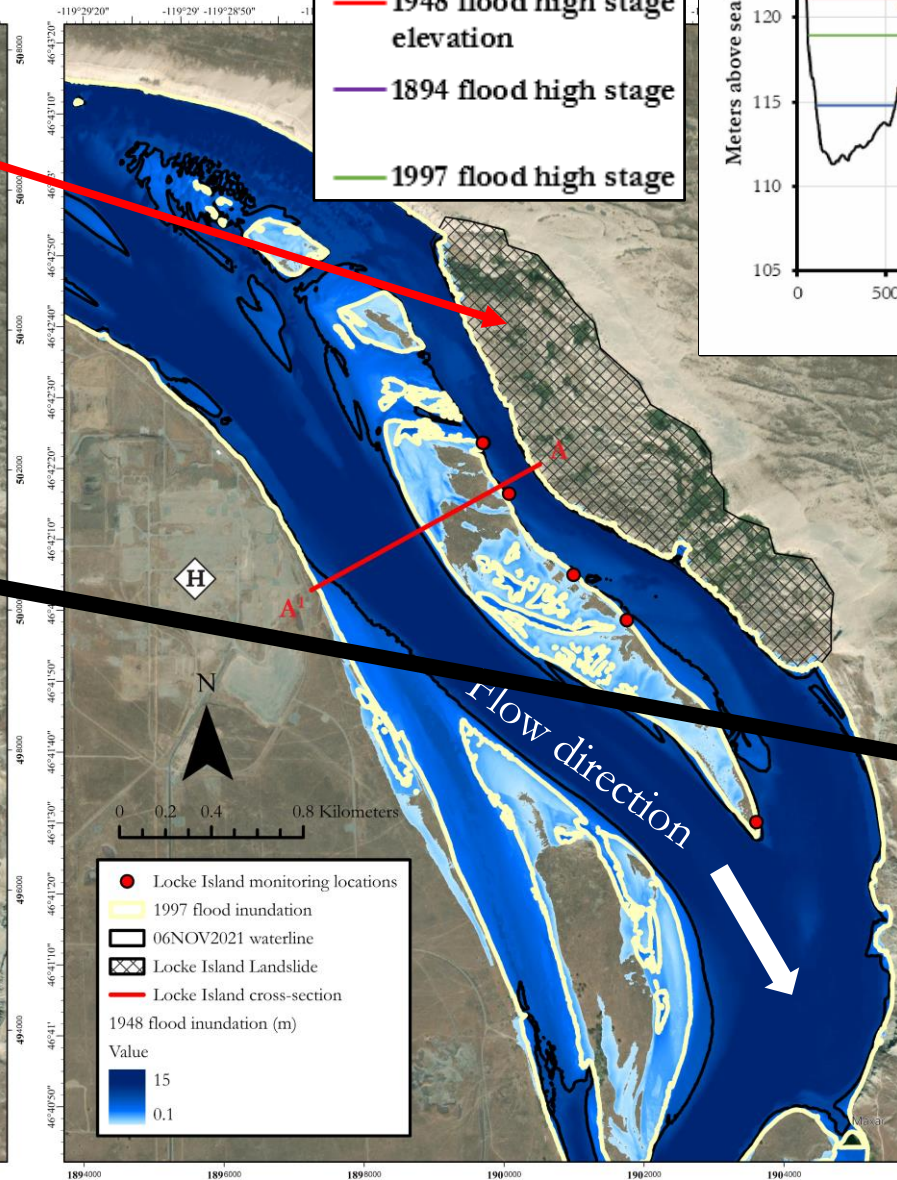 -119°29'20"
-119°29'
-119°28'50"
1948 flood high stage
elevation
1894 flood high stage
1997 flood high stage
Meters above sea
120
115
110
105
0
500
508000
504000
502000
498000
496000
494000
46°43'20"
46°43'10"
46°42'50"
46°42'40"
46°42'30"
46°42'20"
46°42'10"
46°41'50"
46°41'40"
46°41'30"
46°41'20"
46°41'10"
46°41'
46°40'50"
A
A'
H
N
Flow direction
0 0.2 0.4 0.8 Kilometers
Locke Island monitoring locations
1997 flood inundation
06NOV2021 waterline
Locke Island Landslide
Locke Island cross-section
1948 flood inundation (m)
Value
15
0.1
Maxar
1894000 1896000 1898000 1900000 1902000 1904000